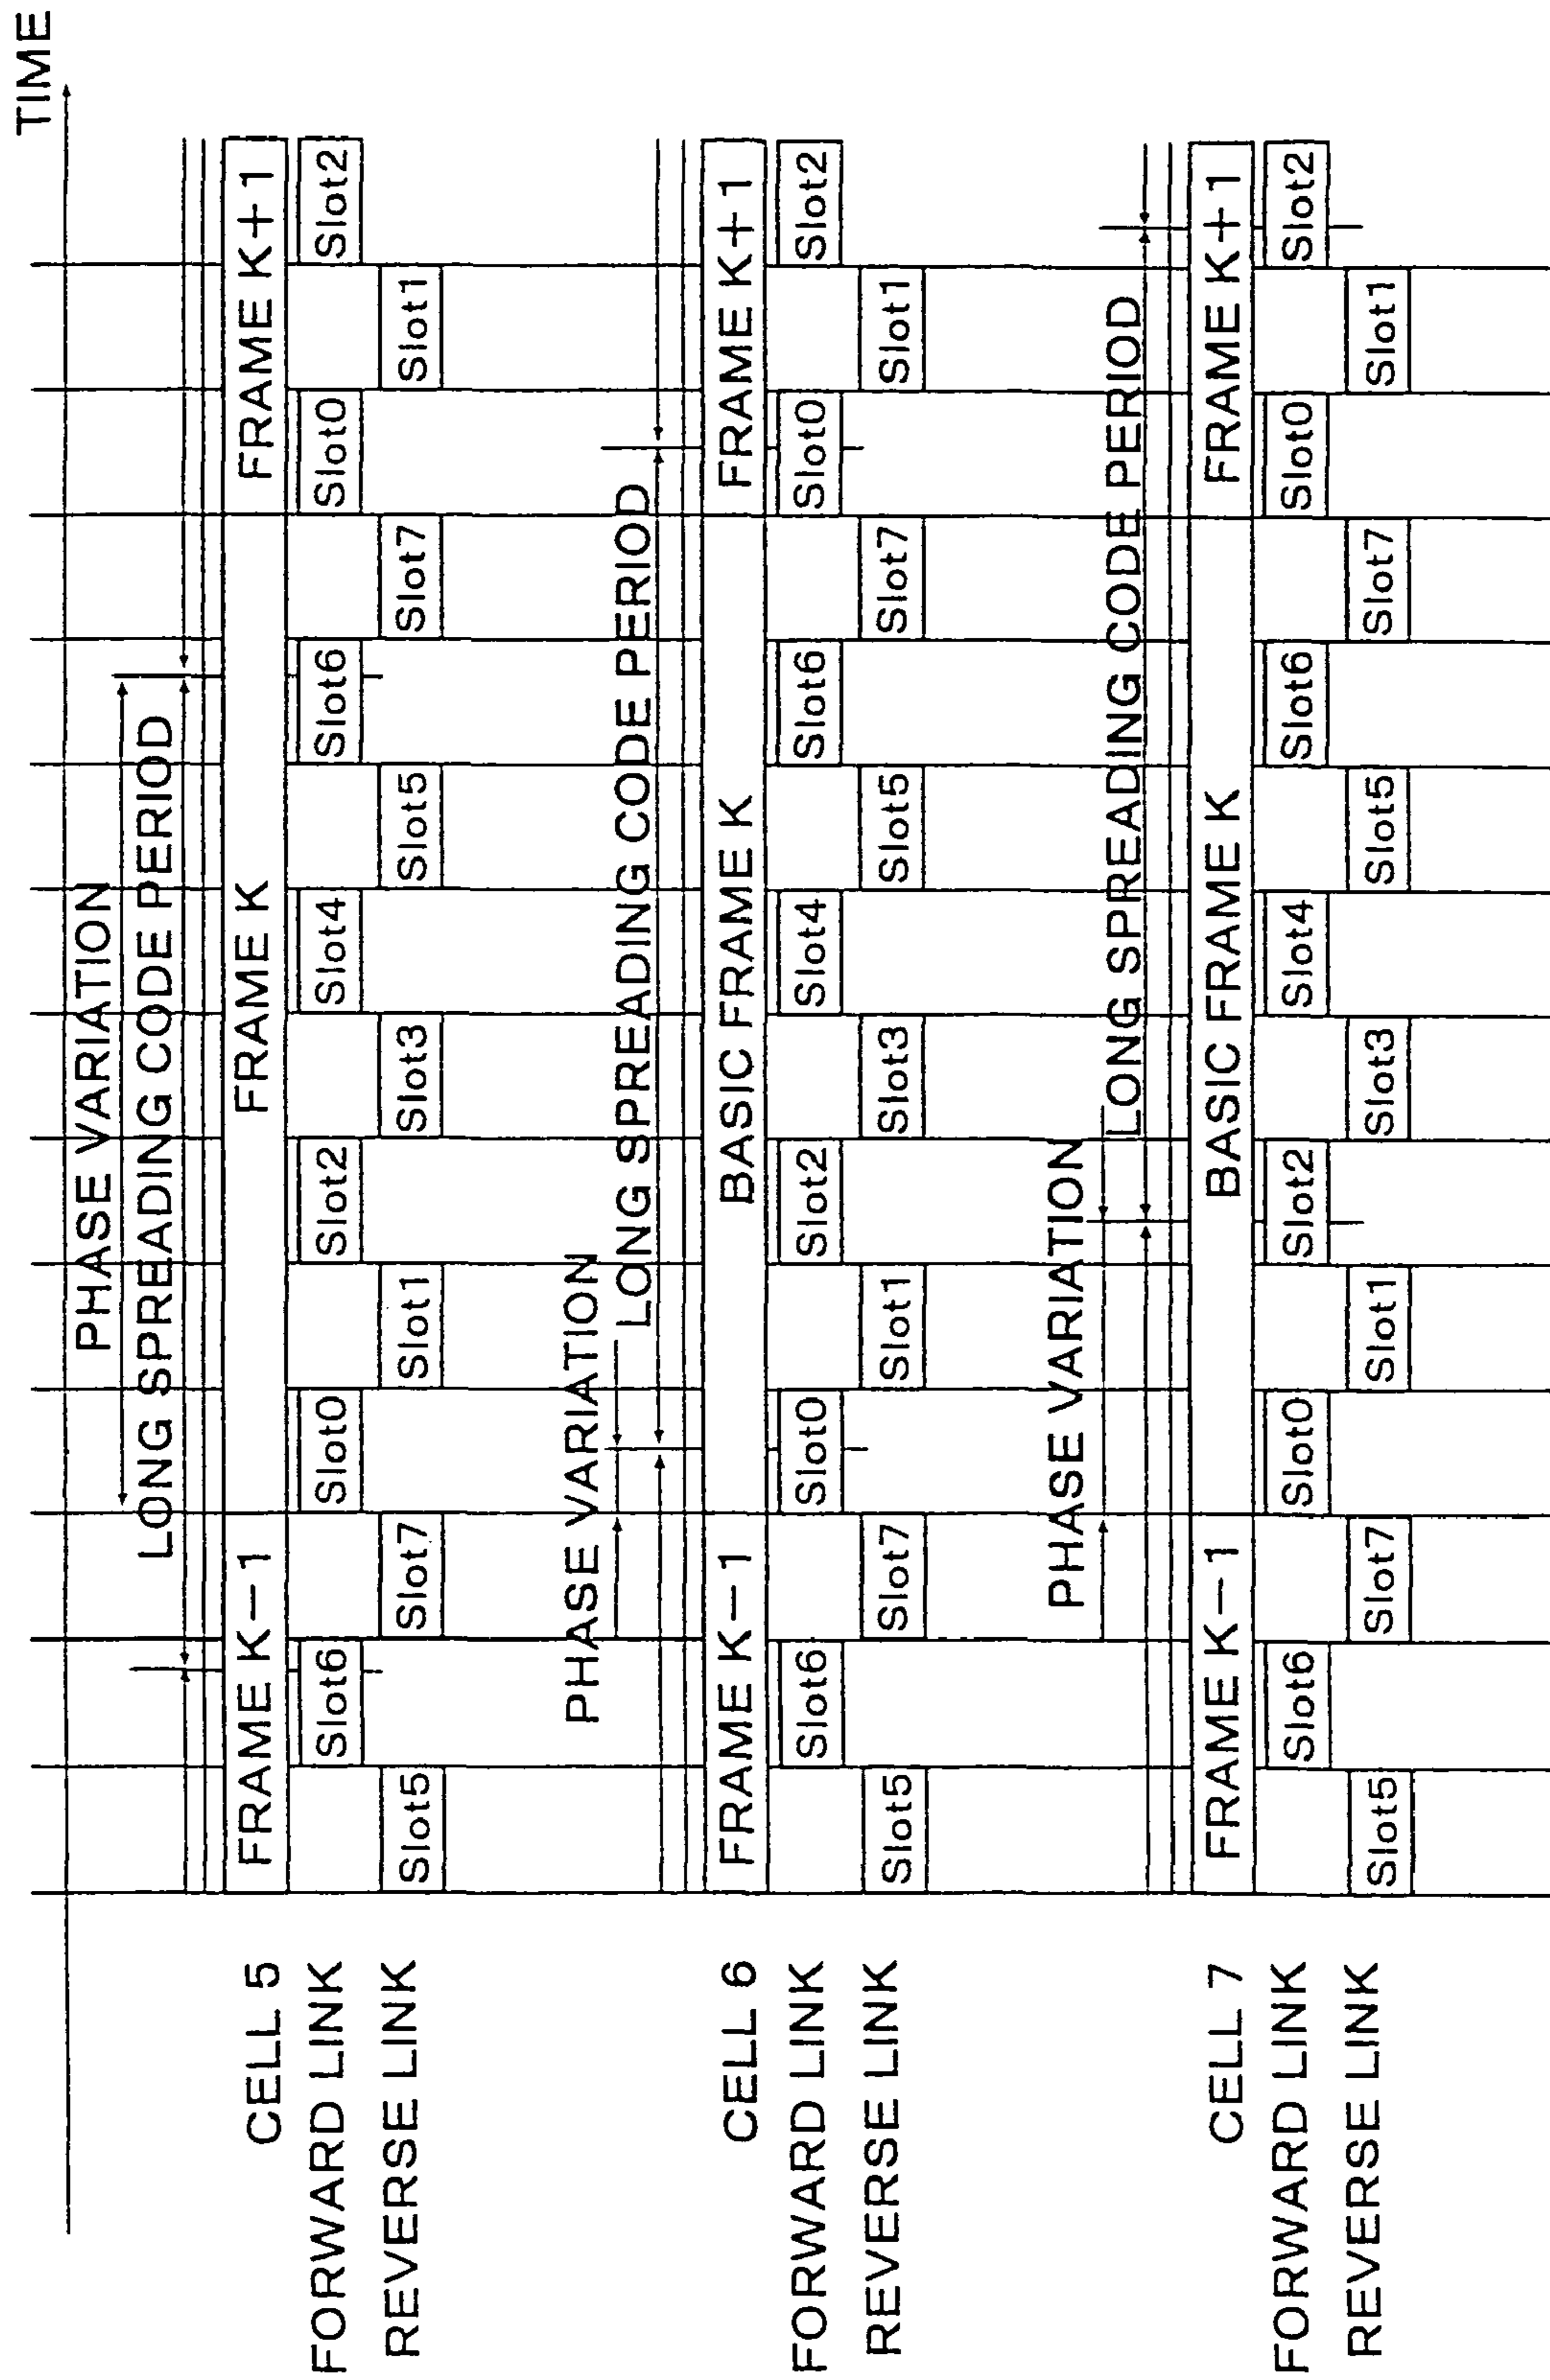 TIME
PHASE VARIATION
LONG SPREADING CODE PERIOD
CELL 5
FRAME K−1
FRAME K
FRAME K+1
FORWARD LINK
Slot6
Slot0
Slot2
Slot4
Slot6
Slot0
Slot2
REVERSE LINK
Slot5
Slot7
Slot1
Slot3
Slot5
Slot7
Slot1
PHASE VARIATION
LONG SPREADING CODE PERIOD
CELL 6
FRAME K−1
BASIC FRAME K
FRAME K+1
FORWARD LINK
Slot6
Slot0
Slot2
Slot4
Slot6
Slot0
Slot2
REVERSE LINK
Slot5
Slot7
Slot1
Slot3
Slot5
Slot7
Slot1
PHASE VARIATION
LONG SPREADING CODE PERIOD
CELL 7
FRAME K−1
BASIC FRAME K
FRAME K+1
FORWARD LINK
Slot6
Slot0
Slot2
Slot4
Slot6
Slot0
Slot2
REVERSE LINK
Slot5
Slot7
Slot1
Slot3
Slot5
Slot7
Slot1